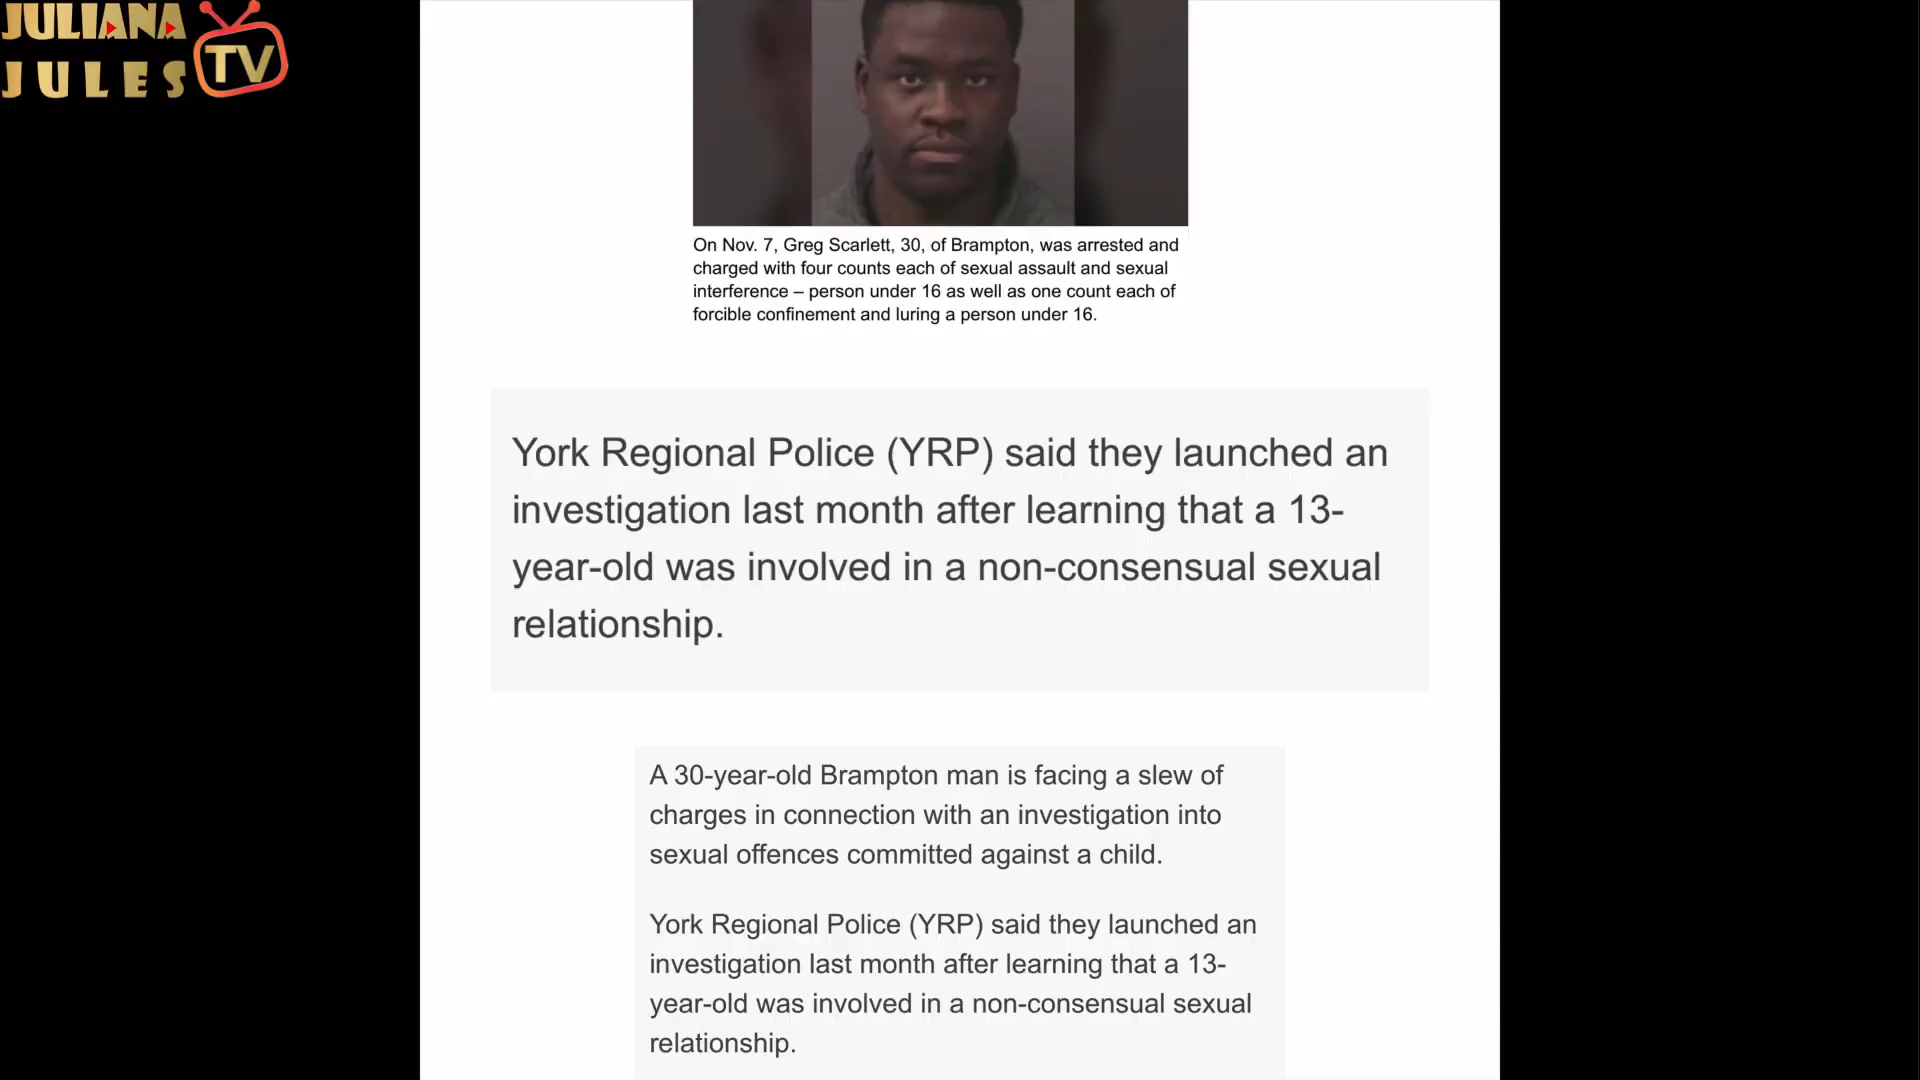 JULIANA
JULES TV
On Nov. 7, Greg Scarlett, 30, of Brampton, was arrested and
charged with four counts each of sexual assault and sexual
interference – person under 16 as well as one count each of
forcible confinement and luring a person under 16.
York Regional Police (YRP) said they launched an
investigation last month after learning that a 13-
year-old was involved in a non-consensual sexual
relationship.
A 30-year-old Brampton man is facing a slew of
charges in connection with an investigation into
sexual offences committed against a child.
York Regional Police (YRP) said they launched an
investigation last month after learning that a 13-
year-old was involved in a non-consensual sexual
relationship.